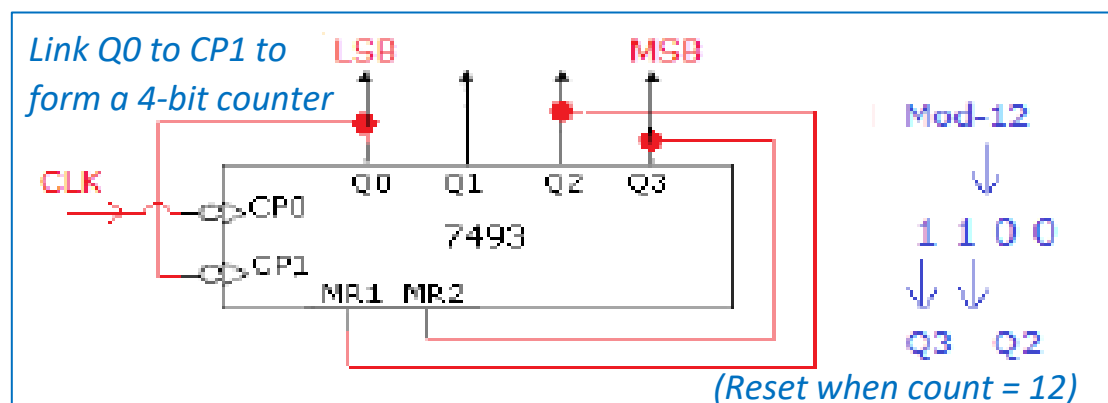 Link Q0 to CP1 to
form a 4-bit counter
LSB
MSB
Mod-12
CLK
Q0 Q1 Q2 Q3
CP0
7493
1 1 0 0
CP1
MR1 MR2
Q3 Q2
(Reset when count = 12)